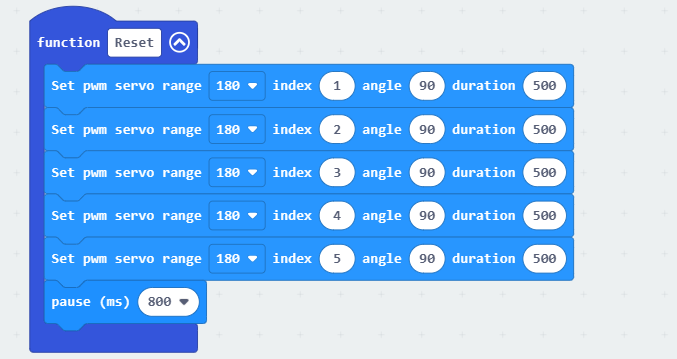 function Reset
Set pwm servo range 180 index 1 angle 90 duration 500
Set pwm servo range 180 index 2 angle 90 duration 500
Set pwm servo range 180 index 3 angle 90 duration 500
Set pwm servo range 180 index 4 angle 90 duration 500
Set pwm servo range 180 index 5 angle 90 duration 500
pause (ms) 800